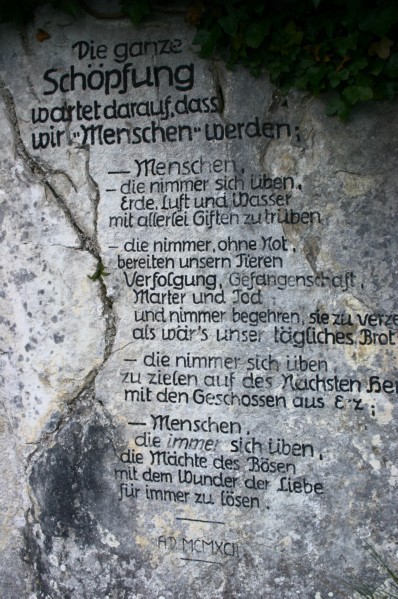 Die ganze
Schöpfung
wartet darauf, dass
wir "Menschen" werden;
— Menschen,
- die nimmer sich üben,
Erde, Luft und Wasser
mit allerlei Giften zu trüben
- die nimmer, ohne Not,
bereiten unsern Tieren
Verfolgung, Gefangenschaft,
Marter und Tod
und nimmer begehren, sie zu verze
als wär's unser tägliches Brot
— die nimmer sich üben
zu zielen auf des Nächsten Her
mit den Geschossen aus Erz;
— Menschen,
die immer sich üben,
die Mächte des Bösen
mit dem Wunder der Liebe
für immer zu lösen.